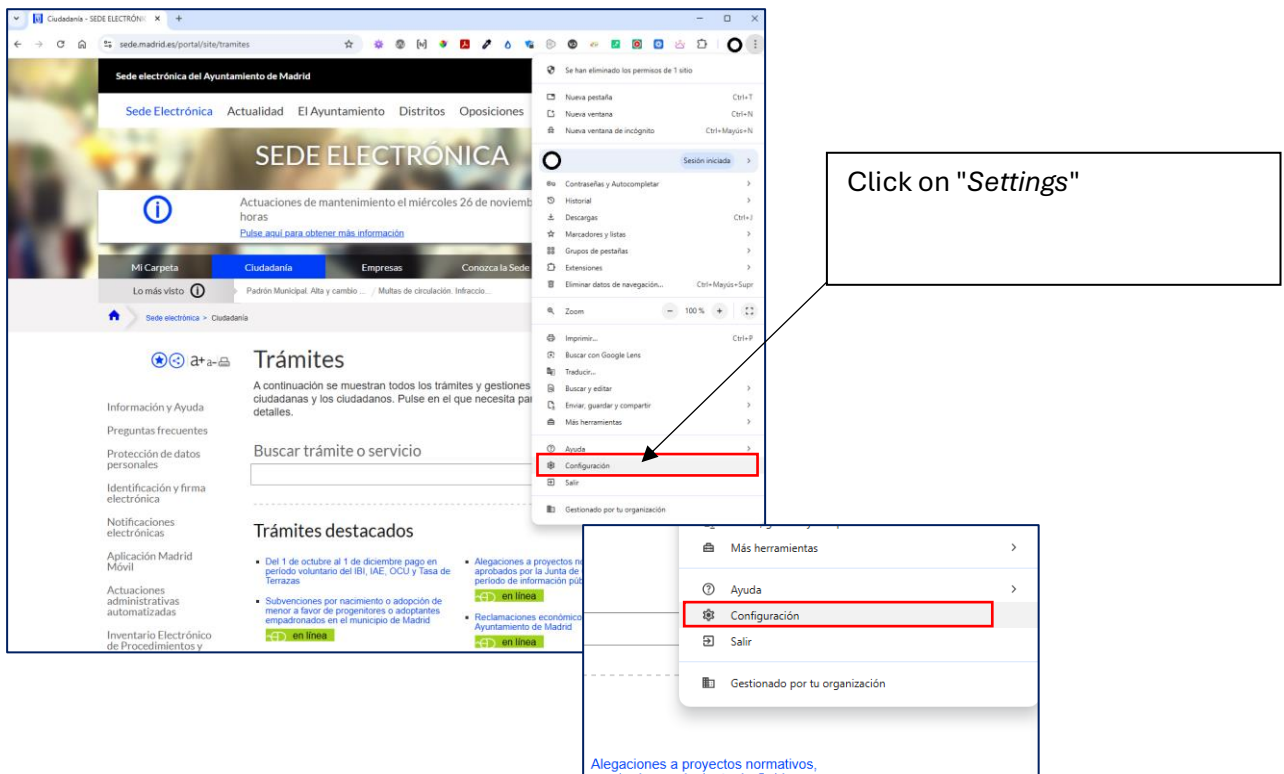 Ciudadanía - SEDE ELECTRÓNI
sede.madrid.es/portal/site/tramites
Sede electrónica del Ayuntamiento de Madrid
Sede Electrónica Actualidad El Ayuntamiento Distritos Oposiciones
SEDE ELECTRÓNICA
Actuaciones de mantenimiento el miércoles 26 de noviemb
horas
Pulse aquí para obtener más información
Mi Carpeta Ciudadanía Empresas Conozca la Sede
Lo más visto Padrón Municipal. Alta y cambio ... / Multas de circulación. Infraccio...
Sede electrónica > Ciudadanía
a+ a-
Trámites
A continuación se muestran todos los trámites y gestiones
ciudadanas y los ciudadanos. Pulse en el que necesita par
detalles.
Buscar trámite o servicio
Información y Ayuda
Preguntas frecuentes
Protección de datos
personales
Identificación y firma
electrónica
Notificaciones
electrónicas
Aplicación Madrid
Móvil
Actuaciones
administrativas
automatizadas
Inventario Electrónico
de Procedimientos y
Trámites destacados
Del 1 de octubre al 1 de diciembre pago en
período voluntario del IBI, IAE, OCU y Tasa de
Terrazas
Subvenciones por nacimiento o adopción de
menor a favor de progenitores o adoptantes
empadronados en el municipio de Madrid
en línea
Alegaciones a proyectos no
aprobados por la Junta de
período de información púb
en línea
Reclamaciones económico
Ayuntamiento de Madrid
en línea
Se han eliminado los permisos de 1 sitio
Nueva pestaña Ctrl+T
Nueva ventana Ctrl+N
Nueva ventana de incógnito Ctrl+Mayús+N
Sesión iniciada
Contraseñas y Autocompletar
Historial
Descargas Ctrl+J
Marcadores y listas
Grupos de pestañas
Extensiones
Eliminar datos de navegación... Ctrl+Mayús+Supr
Zoom − 100 % +
Imprimir... Ctrl+P
Buscar con Google Lens
Traducir...
Buscar y editar
Enviar, guardar y compartir
Más herramientas
Ayuda
Configuración
Salir
Gestionado por tu organización
Click on "Settings"
Más herramientas
Ayuda
Configuración
Salir
Gestionado por tu organización
Alegaciones a proyectos normativos,